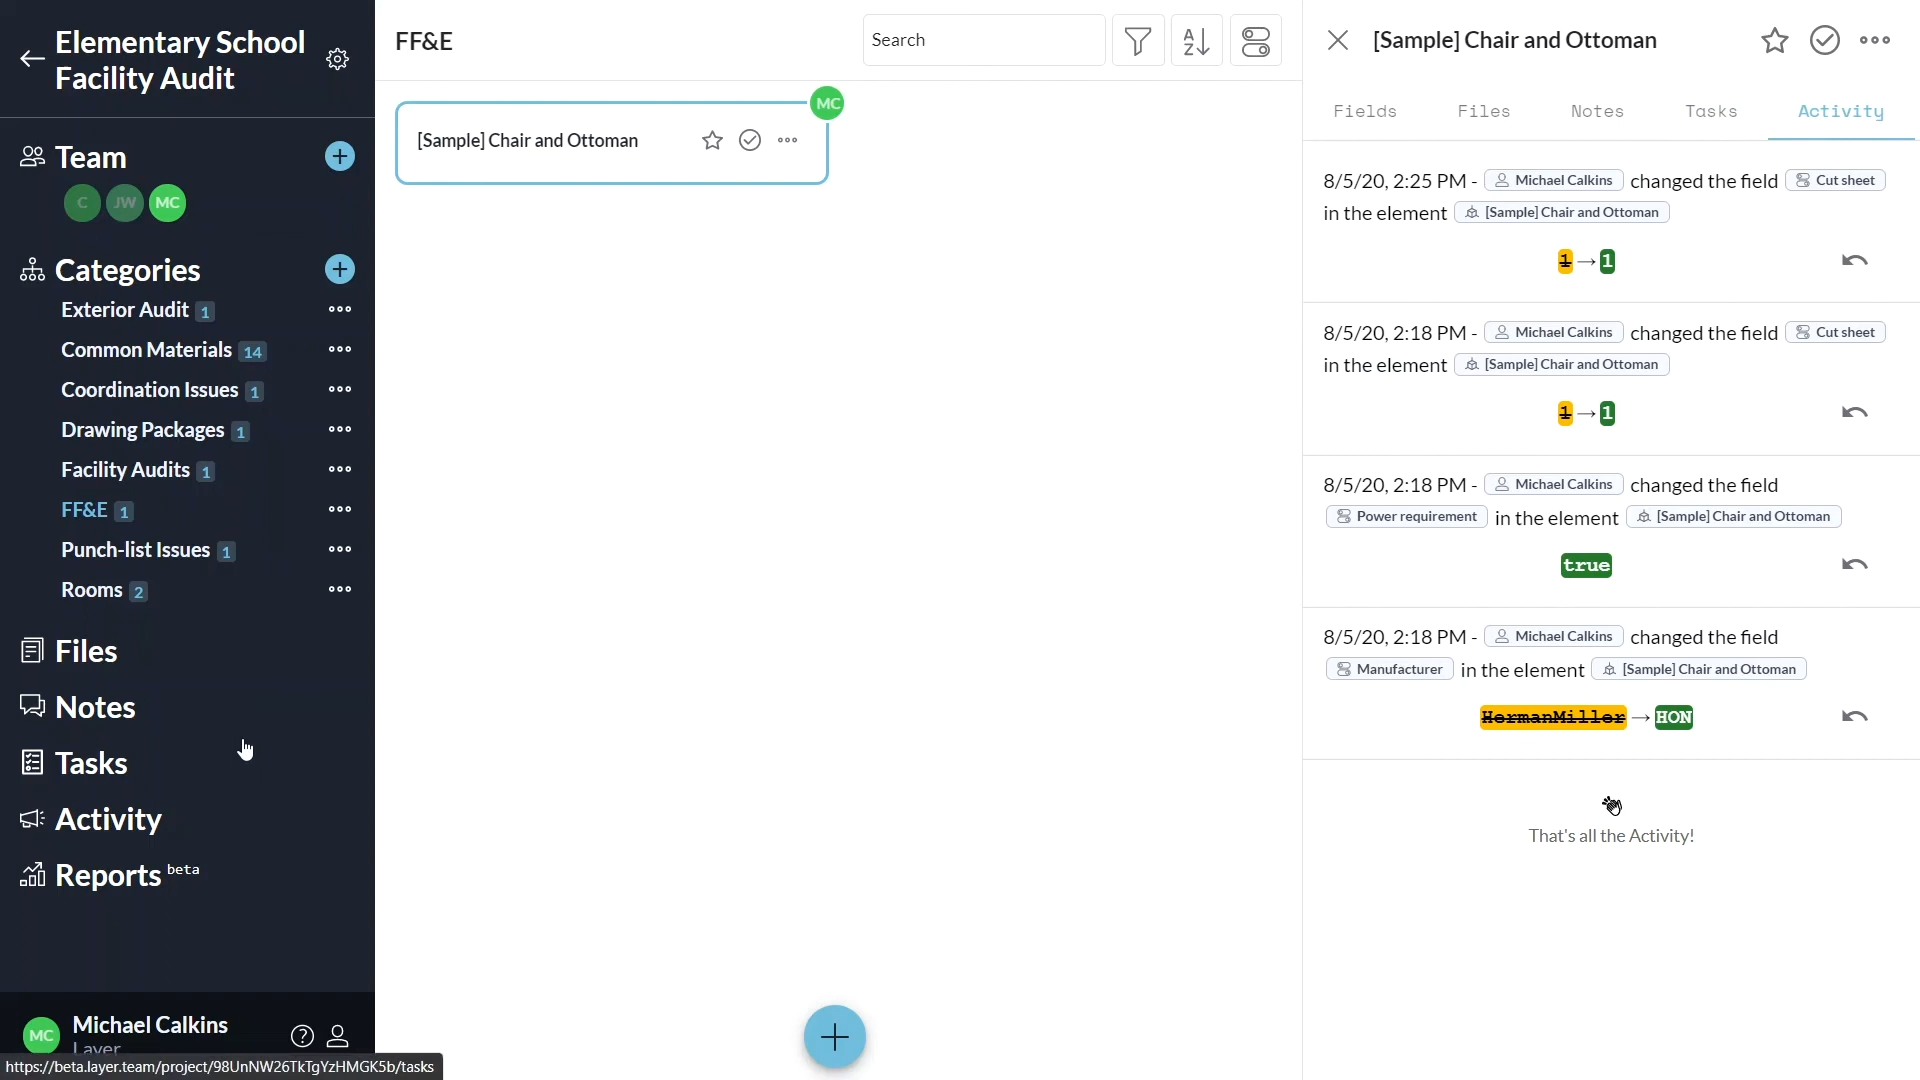 Elementary School
Facility Audit
Team
C JW MC
Categories
Exterior Audit 1
Common Materials 14
Coordination Issues 1
Drawing Packages 1
Facility Audits 1
FF&E 1
Punch-list Issues 1
Rooms 2
Files
Notes
Tasks
Activity
Reports beta
MC Michael Calkins
Layer
https://beta.layer.team/project/98UnNW26TkTgYzHMGK5b/tasks
FF&E
Search
MC
[Sample] Chair and Ottoman
[Sample] Chair and Ottoman
Fields Files Notes Tasks Activity
8/5/20, 2:25 PM - Michael Calkins changed the field Cut sheet
in the element [Sample] Chair and Ottoman
1 → 1
8/5/20, 2:18 PM - Michael Calkins changed the field Cut sheet
in the element [Sample] Chair and Ottoman
1 → 1
8/5/20, 2:18 PM - Michael Calkins changed the field
Power requirement in the element [Sample] Chair and Ottoman
true
8/5/20, 2:18 PM - Michael Calkins changed the field
Manufacturer in the element [Sample] Chair and Ottoman
HermanMiller → HON
That's all the Activity!